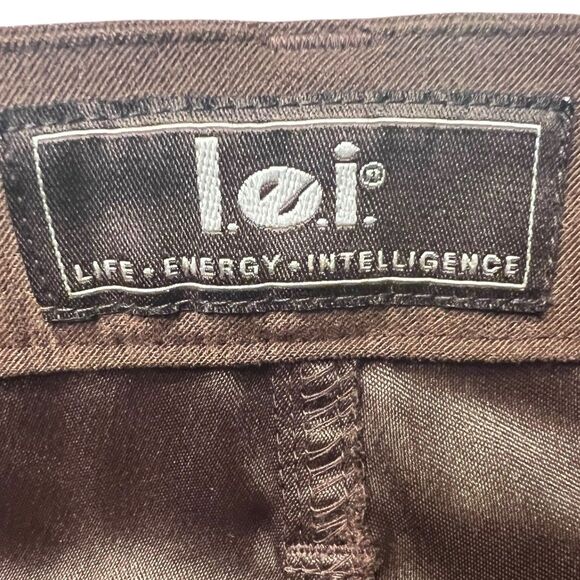 l.e.i.®
LIFE • ENERGY • INTELLIGENCE